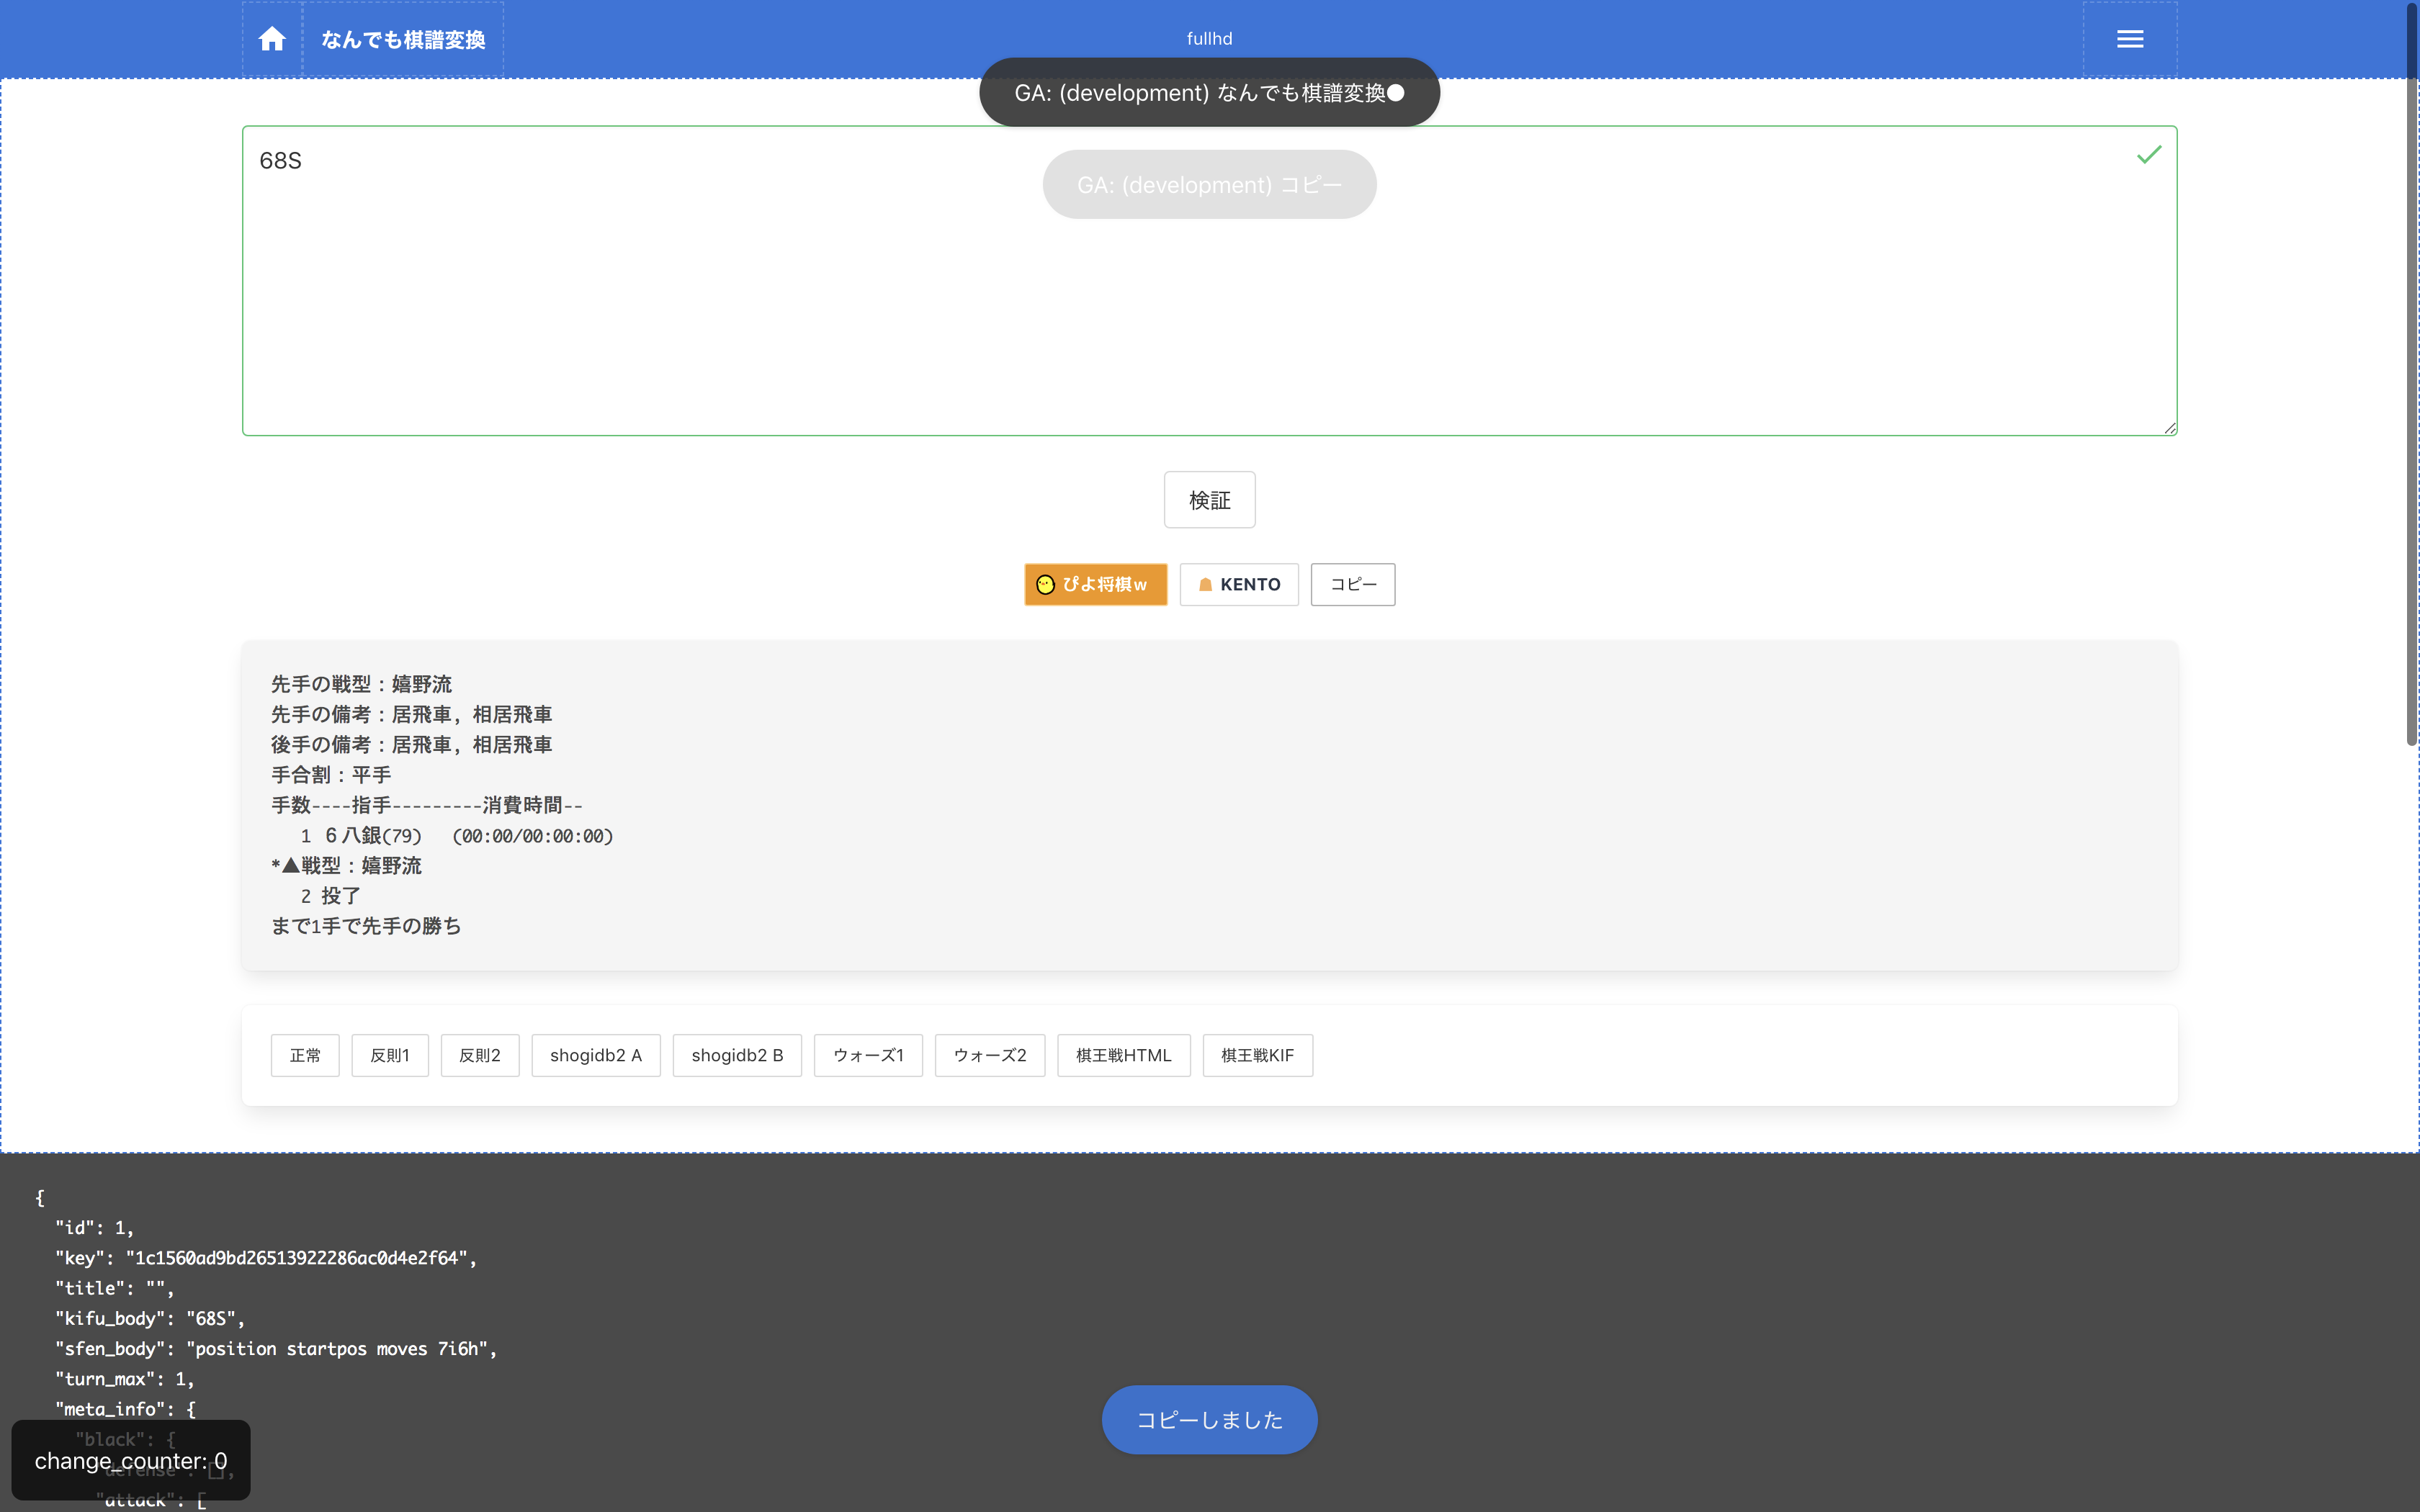 なんでも棋譜変換
fullhd
GA: (development) なんでも棋譜変換●
68S
GA: (development) コピー
検証
ぴよ将棋w
KENTO
コピー
先手の戦型：嬉野流
先手の備考：居飛車, 相居飛車
後手の備考：居飛車, 相居飛車
手合割：平手
手数----指手---------消費時間--
1 ６八銀(79) (00:00/00:00:00)
*▲戦型：嬉野流
2 投了
まで1手で先手の勝ち
正常 反則1 反則2 shogidb2 A shogidb2 B ウォーズ1 ウォーズ2 棋王戦HTML 棋王戦KIF
{
"id": 1,
"key": "1c1560ad9bd26513922286ac0d4e2f64",
"title": "",
"kifu_body": "68S",
"sfen_body": "position startpos moves 7i6h",
"turn_max": 1,
"meta_info": {
"black": {
"defense": [],
"attack": [
コピーしました
change_counter: 0